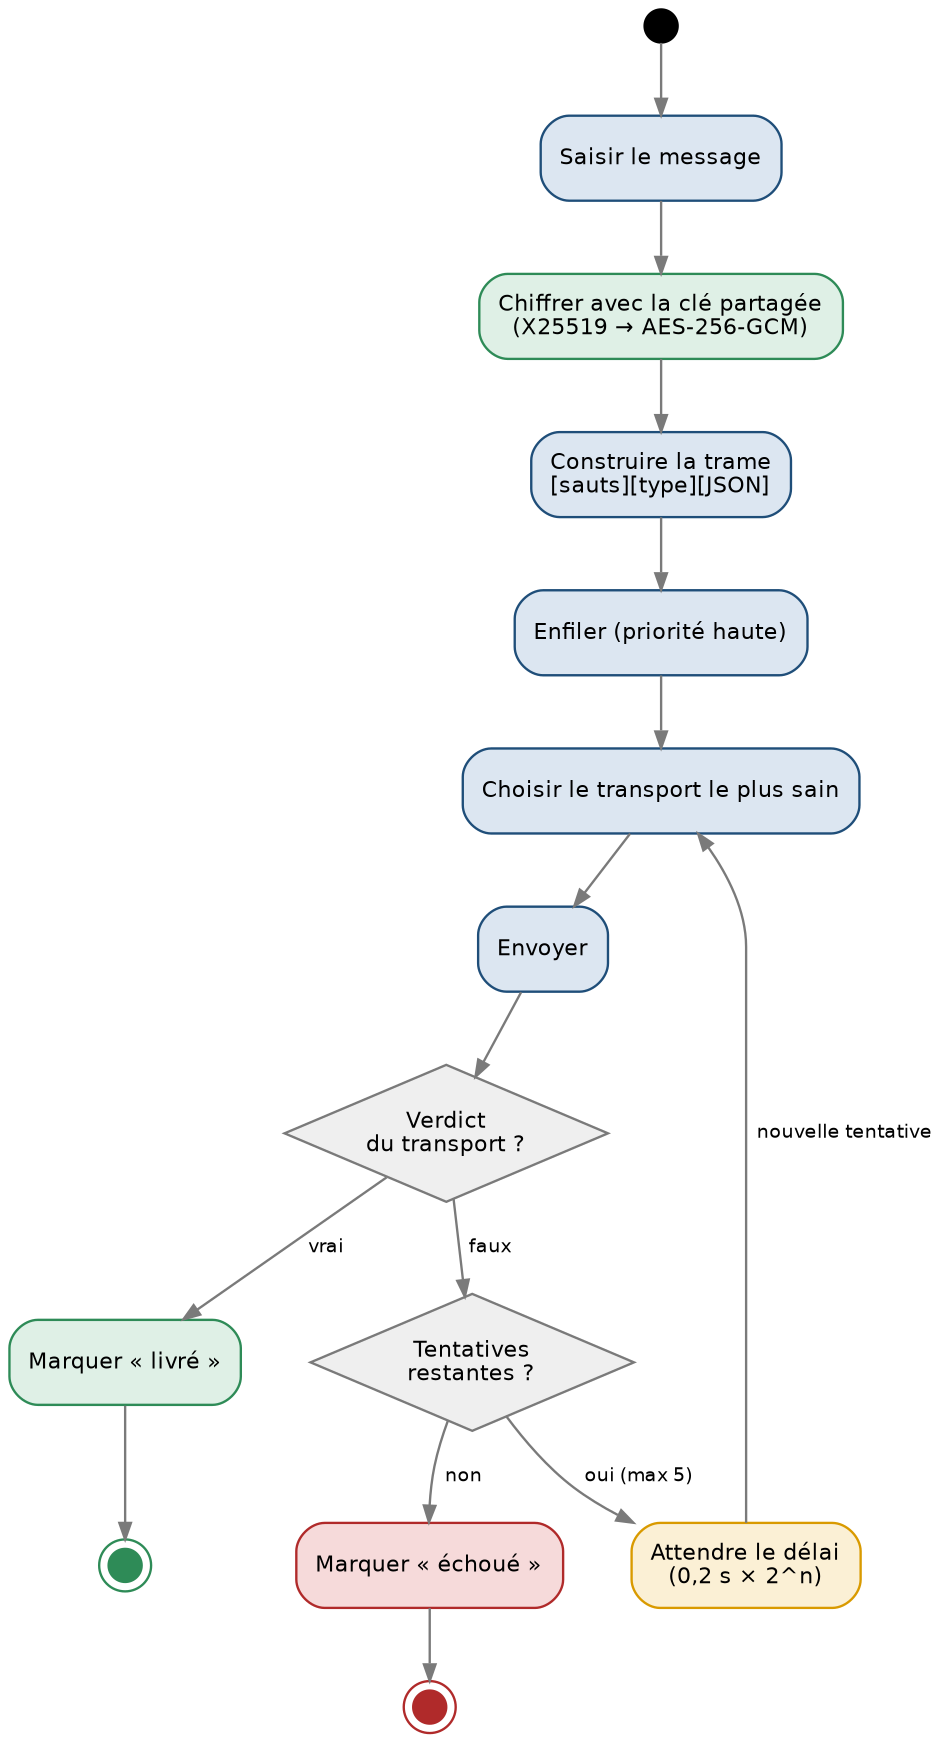 Saisir le message
Chiffrer avec la clé partagée
(X25519 → AES-256-GCM)
Construire la trame
[sauts][type][JSON]
Enfiler (priorité haute)
Choisir le transport le plus sain
Envoyer
Verdict
du transport ?
nouvelle tentative
vrai
faux
Marquer « livré »
Tentatives
restantes ?
non
oui (max 5)
Marquer « échoué »
Attendre le délai
(0,2 s × 2^n)